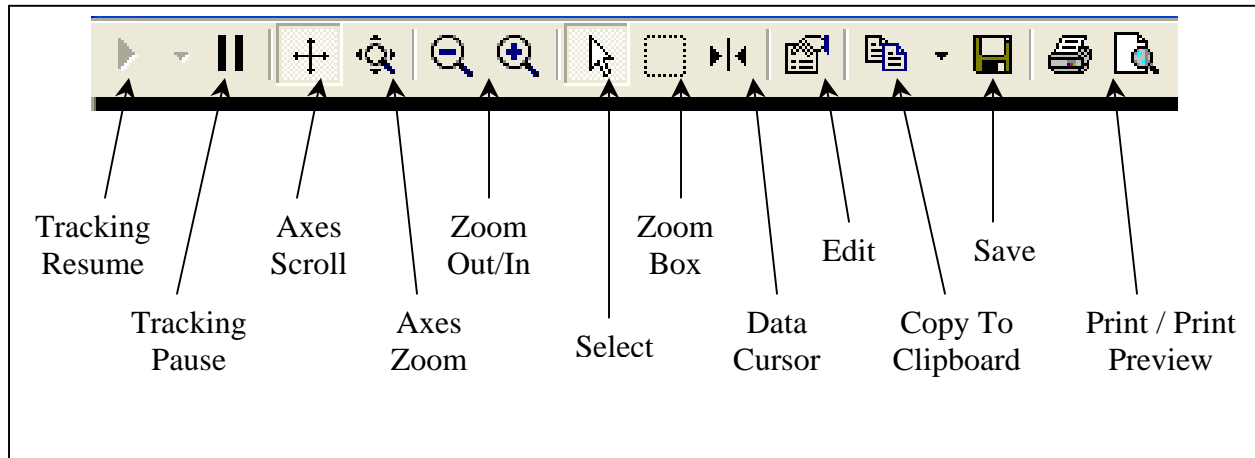 Tracking
Resume
Axes
Scroll
Zoom
Out/In
Zoom
Box
Edit
Save
Tracking
Pause
Axes
Zoom
Select
Data
Cursor
Copy To
Clipboard
Print / Print
Preview